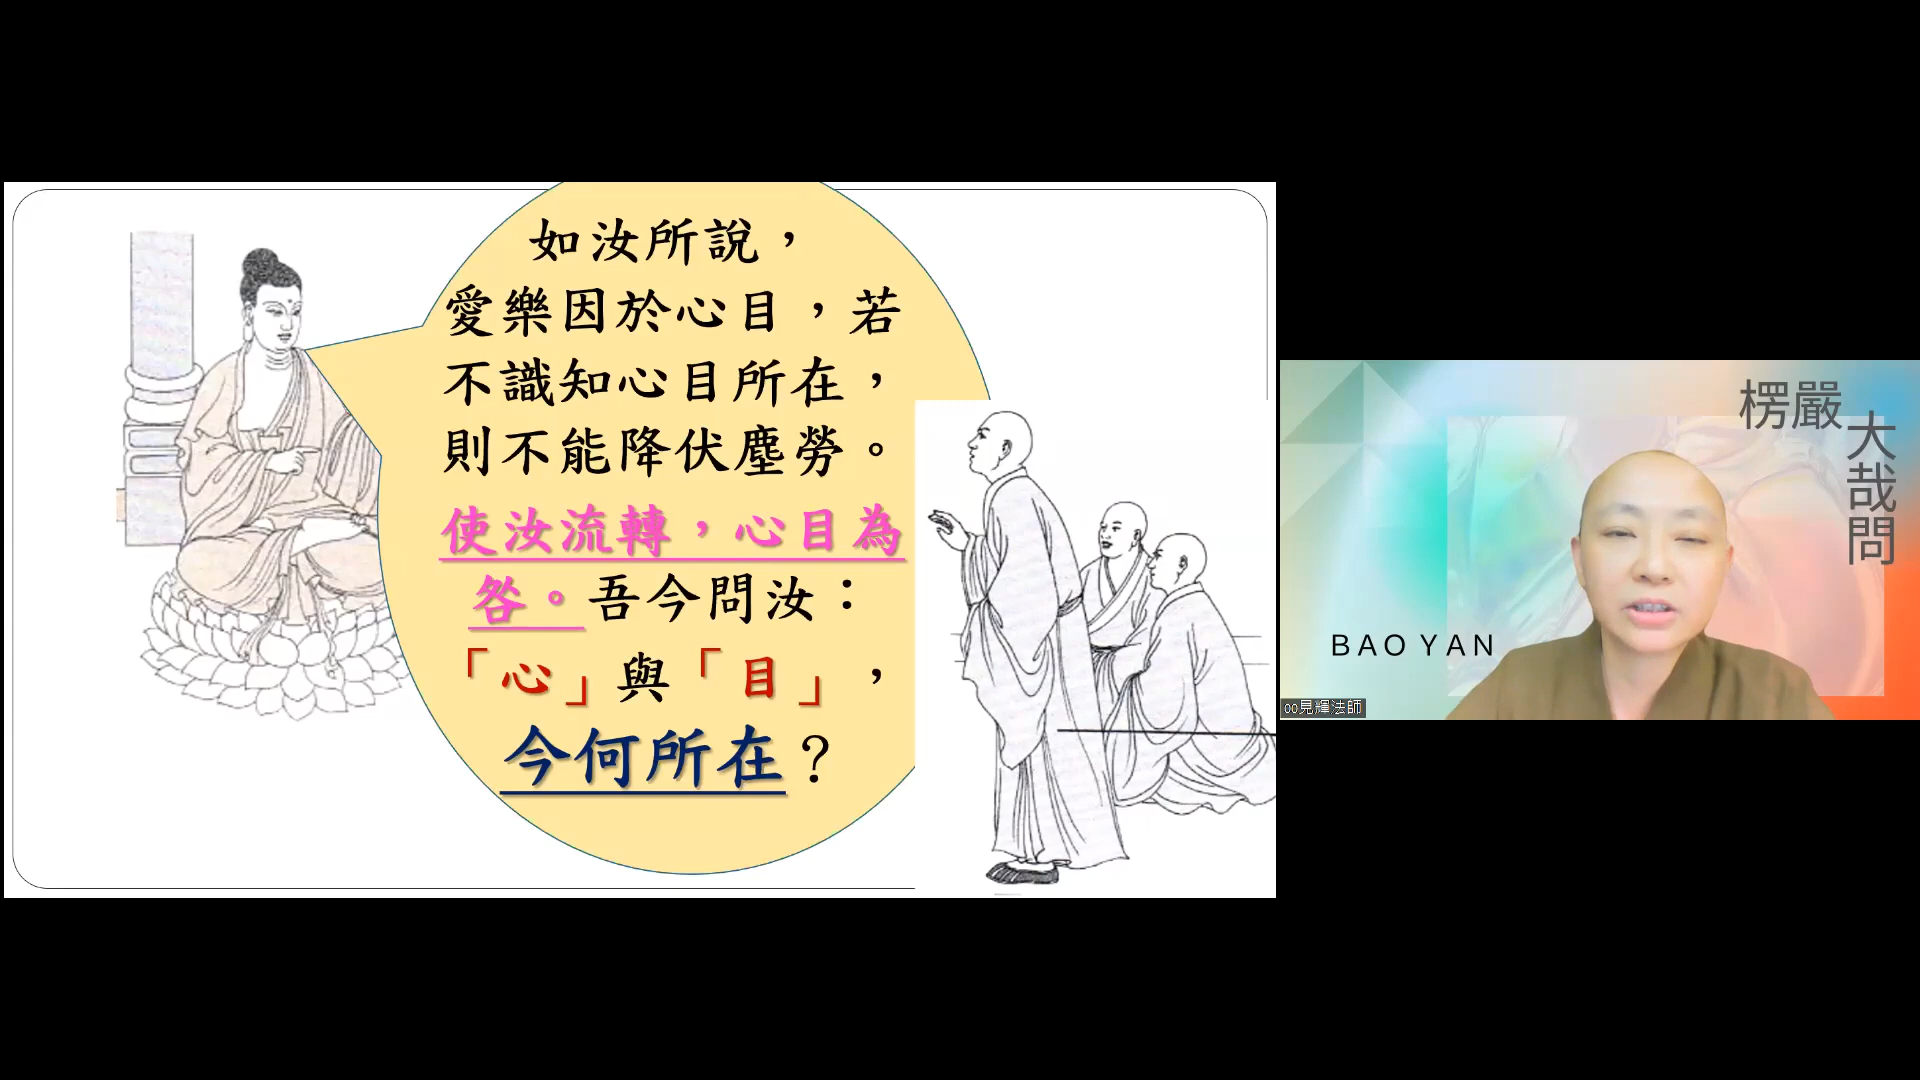 如汝所說，
愛樂因於心目，若
不識知心目所在，
則不能降伏塵勞。
使汝流轉，心目為
咎。吾今問汝：
「心」與「目」，
今何所在？
楞嚴
大哉問
BAO YAN
oo見輝法師